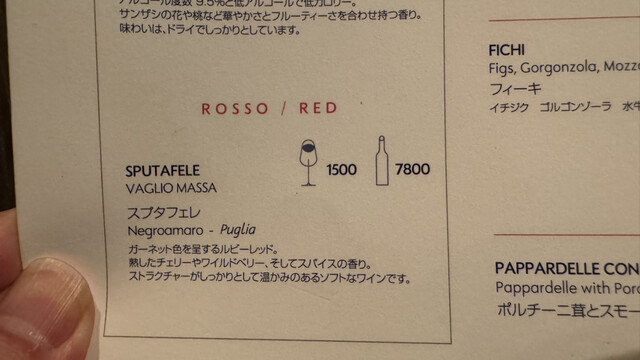 アルコール度数 9.5%と低アルコールで低カロリー。
サンザシの花や桃など華やかさとフルーティーさを合わせ持つ香り。
味わいは、ドライでしっかりとしています。
ROSSO / RED
SPUTAFELE 1500 7800
VAGLIO MASSA
スプタフェレ
Negroamaro - Puglia
ガーネット色を呈するルビーレッド。
熟したチェリーやワイルドベリー、そしてスパイスの香り。
ストラクチャーがしっかりとして温かみのあるソフトなワインです。
FICHI
Figs, Gorgonzola, Mozz
フィーキ
イチジク ゴルゴンゾーラ 水牛
PAPPARDELLE CON
Pappardelle with Porc
ポルチーニ茸とスモー